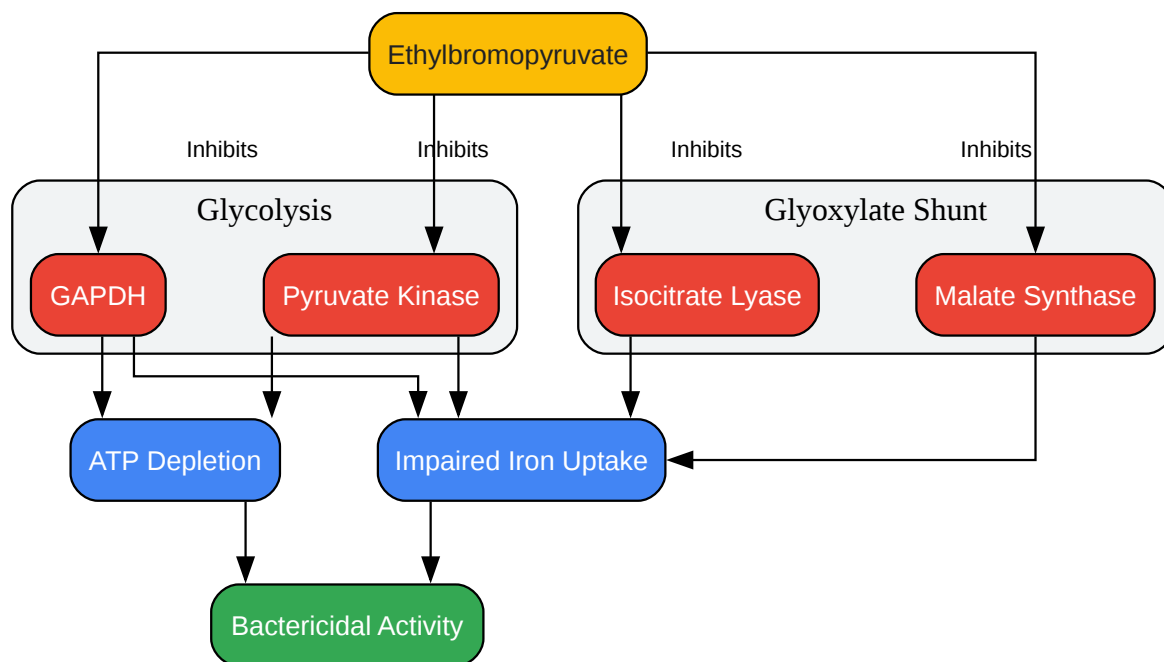 Ethylbromopyruvate
Inhibits
Inhibits
Inhibits
Inhibits
Glycolysis
Glyoxylate Shunt
GAPDH
Pyruvate Kinase
Isocitrate Lyase
Malate Synthase
ATP Depletion
Impaired Iron Uptake
Bactericidal Activity